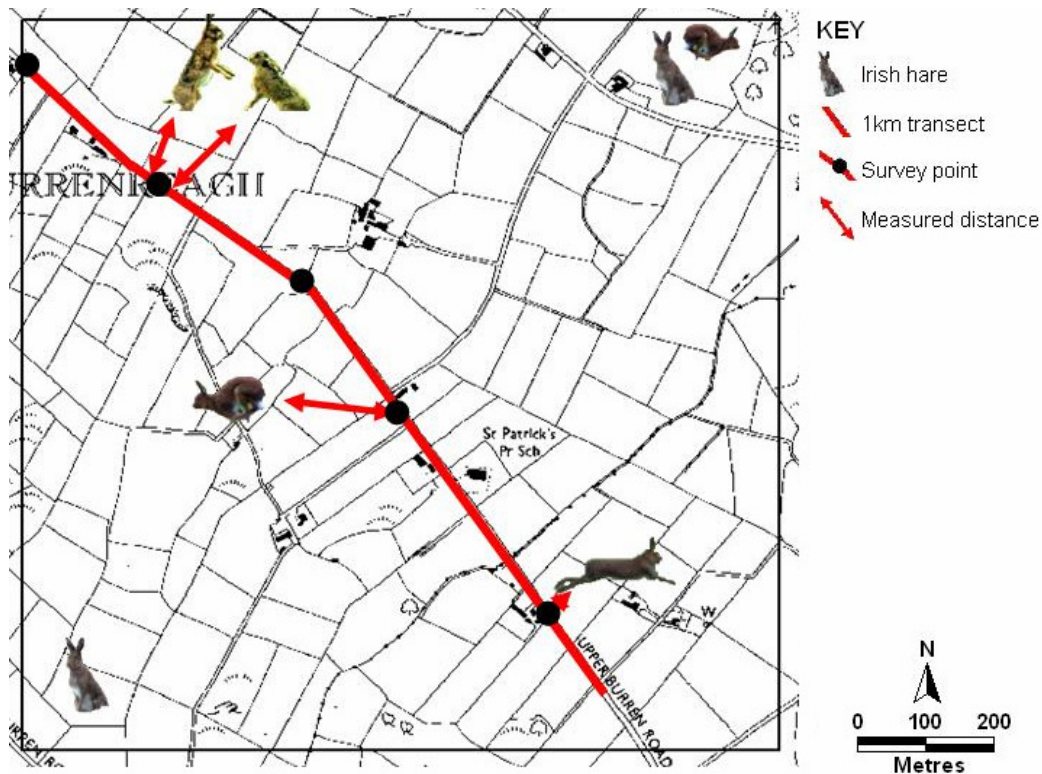 KEY
Irish hare
1km transect
Survey point
Measured distance
St Patrick's
Pr Sch
W
UPPER BURREN ROAD
N
0 100 200
Metres